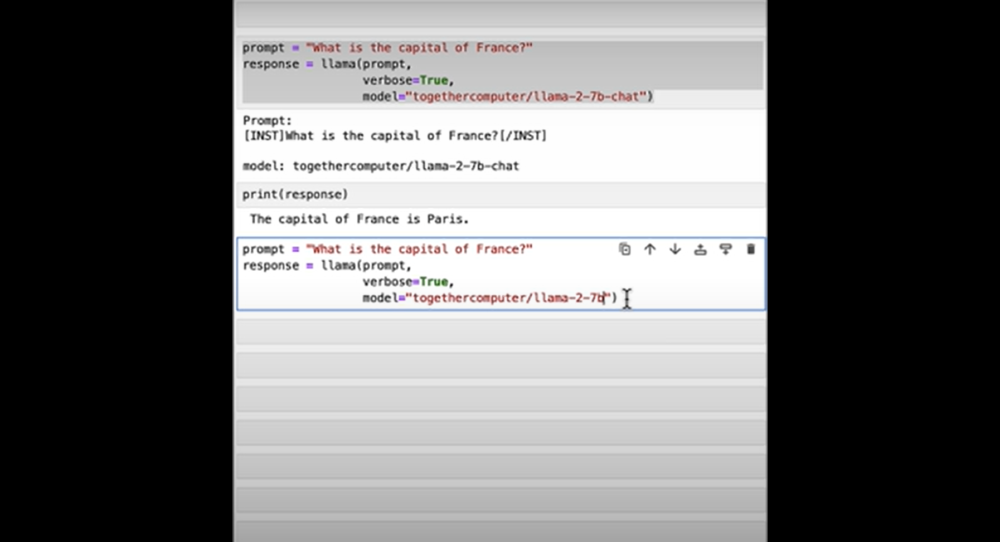 prompt = "What is the capital of France?"
response = llama(prompt,
verbose=True,
model="togethercomputer/llama-2-7b-chat")
Prompt:
[INST]What is the capital of France?[/INST]
model: togethercomputer/llama-2-7b-chat
print(response)
The capital of France is Paris.
prompt = "What is the capital of France?"
response = llama(prompt,
verbose=True,
model="togethercomputer/llama-2-7b")